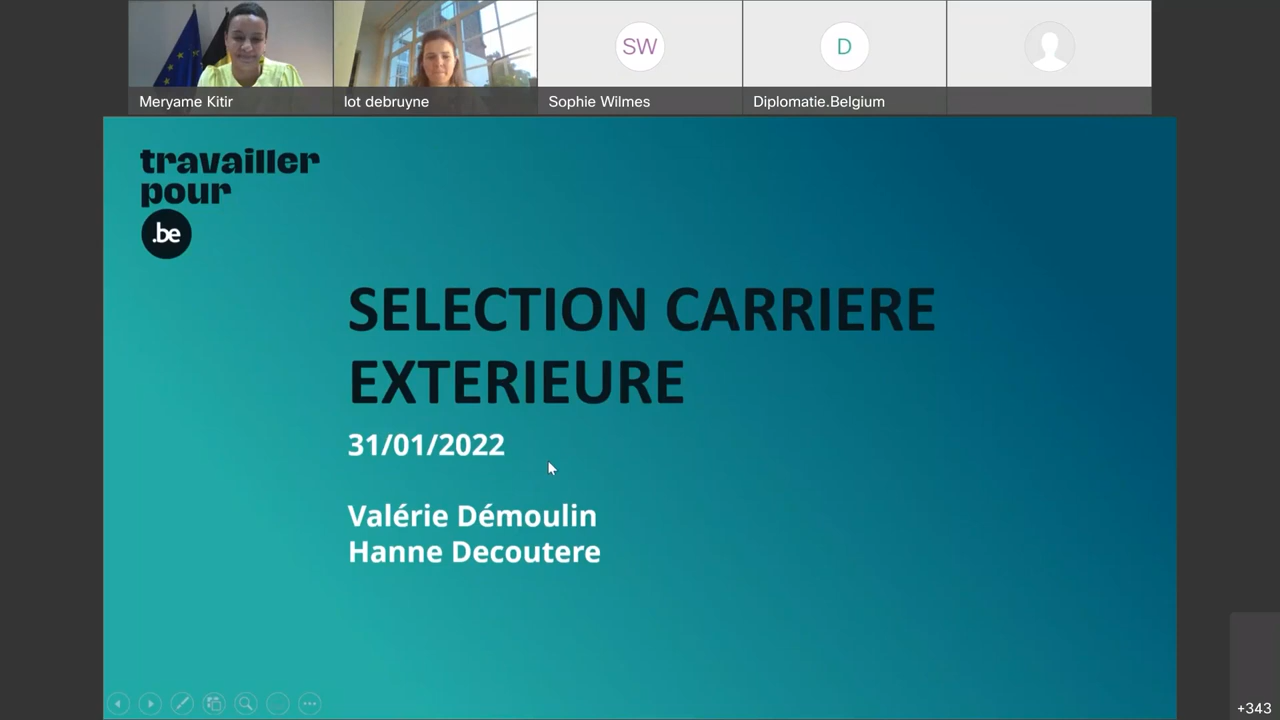 SW
D
Meryame Kitir
lot debruyne
Sophie Wilmes
Diplomatie.Belgium
travailler
pour
.be
SELECTION CARRIERE
EXTERIEURE
31/01/2022
Valérie Démoulin
Hanne Decoutere
+343